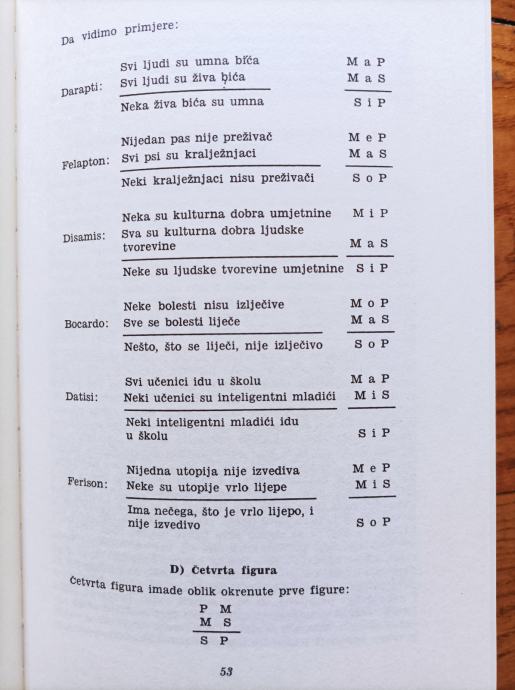 Da vidimo primjere:
Svi ljudi su umna bića M a P
Darapti: Svi ljudi su živa bića M a S
Neka živa bića su umna S i P
Nijedan pas nije preživač M e P
Felapton: Svi psi su kralježnjaci M a S
Neki kralježnjaci nisu preživači S o P
Neka su kulturna dobra umjetnine M i P
Disamis: Sva su kulturna dobra ljudske
tvorevine M a S
Neke su ljudske tvorevine umjetnine S i P
Neke bolesti nisu izlječive M o P
Bocardo: Sve se bolesti liječe M a S
Nešto, što se liječi, nije izlječivo S o P
Svi učenici idu u školu M a P
Datisi: Neki učenici su inteligentni mladići M i S
Neki inteligentni mladići idu
u školu S i P
Nijedna utopija nije izvediva M e P
Ferison: Neke su utopije vrlo lijepe M i S
Ima nečega, što je vrlo lijepo, i
nije izvedivo S o P
D) Četvrta figura
Četvrta figura imade oblik okrenute prve figure:
P M
M S
S P
53